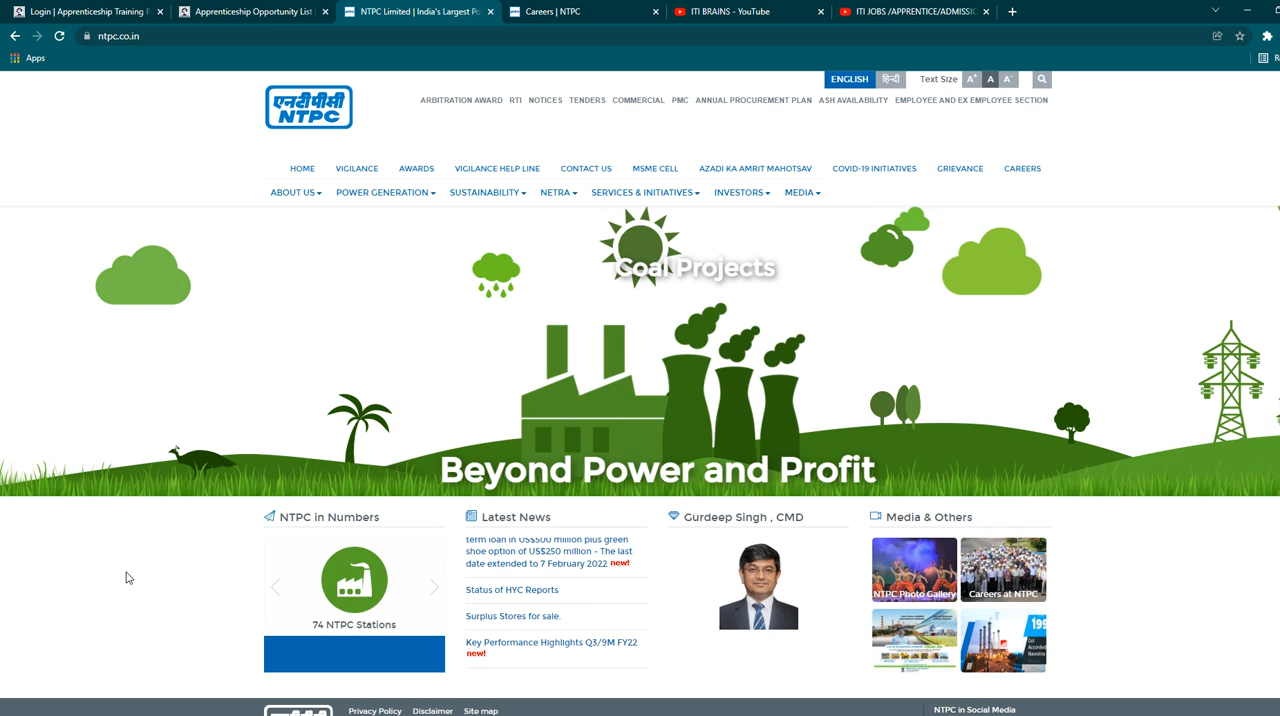 Login | Apprenticeship Training P
Apprenticeship Opportunity List
NTPC Limited | India's Largest Po
Careers | NTPC
ITI BRAINS - YouTube
ITI JOBS /APPRENTICE/ADMISSIO
ntpc.co.in
Apps
R
ENGLISH हिन्दी Text Size A+ A A-
एनटीपीसी
NTPC
ARBITRATION AWARD RTI NOTICES TENDERS COMMERCIAL PMC ANNUAL PROCUREMENT PLAN ASH AVAILABILITY EMPLOYEE AND EX EMPLOYEE SECTION
HOME VIGILANCE AWARDS VIGILANCE HELP LINE CONTACT US MSME CELL AZADI KA AMRIT MAHOTSAV COVID-19 INITIATIVES GRIEVANCE CAREERS
ABOUT US POWER GENERATION SUSTAINABILITY NETRA SERVICES & INITIATIVES INVESTORS MEDIA
Coal Projects
Beyond Power and Profit
NTPC in Numbers
74 NTPC Stations
Latest News
term loan in US$500 million plus green
shoe option of US$250 million - The last
date extended to 7 February 2022 new!
Status of HYC Reports
Surplus Stores for sale.
Key Performance Highlights Q3/9M FY22
new!
Gurdeep Singh , CMD
Media & Others
NTPC Photo Gallery
Careers at NTPC
199
Privacy Policy Disclaimer Site map
NTPC in Social Media